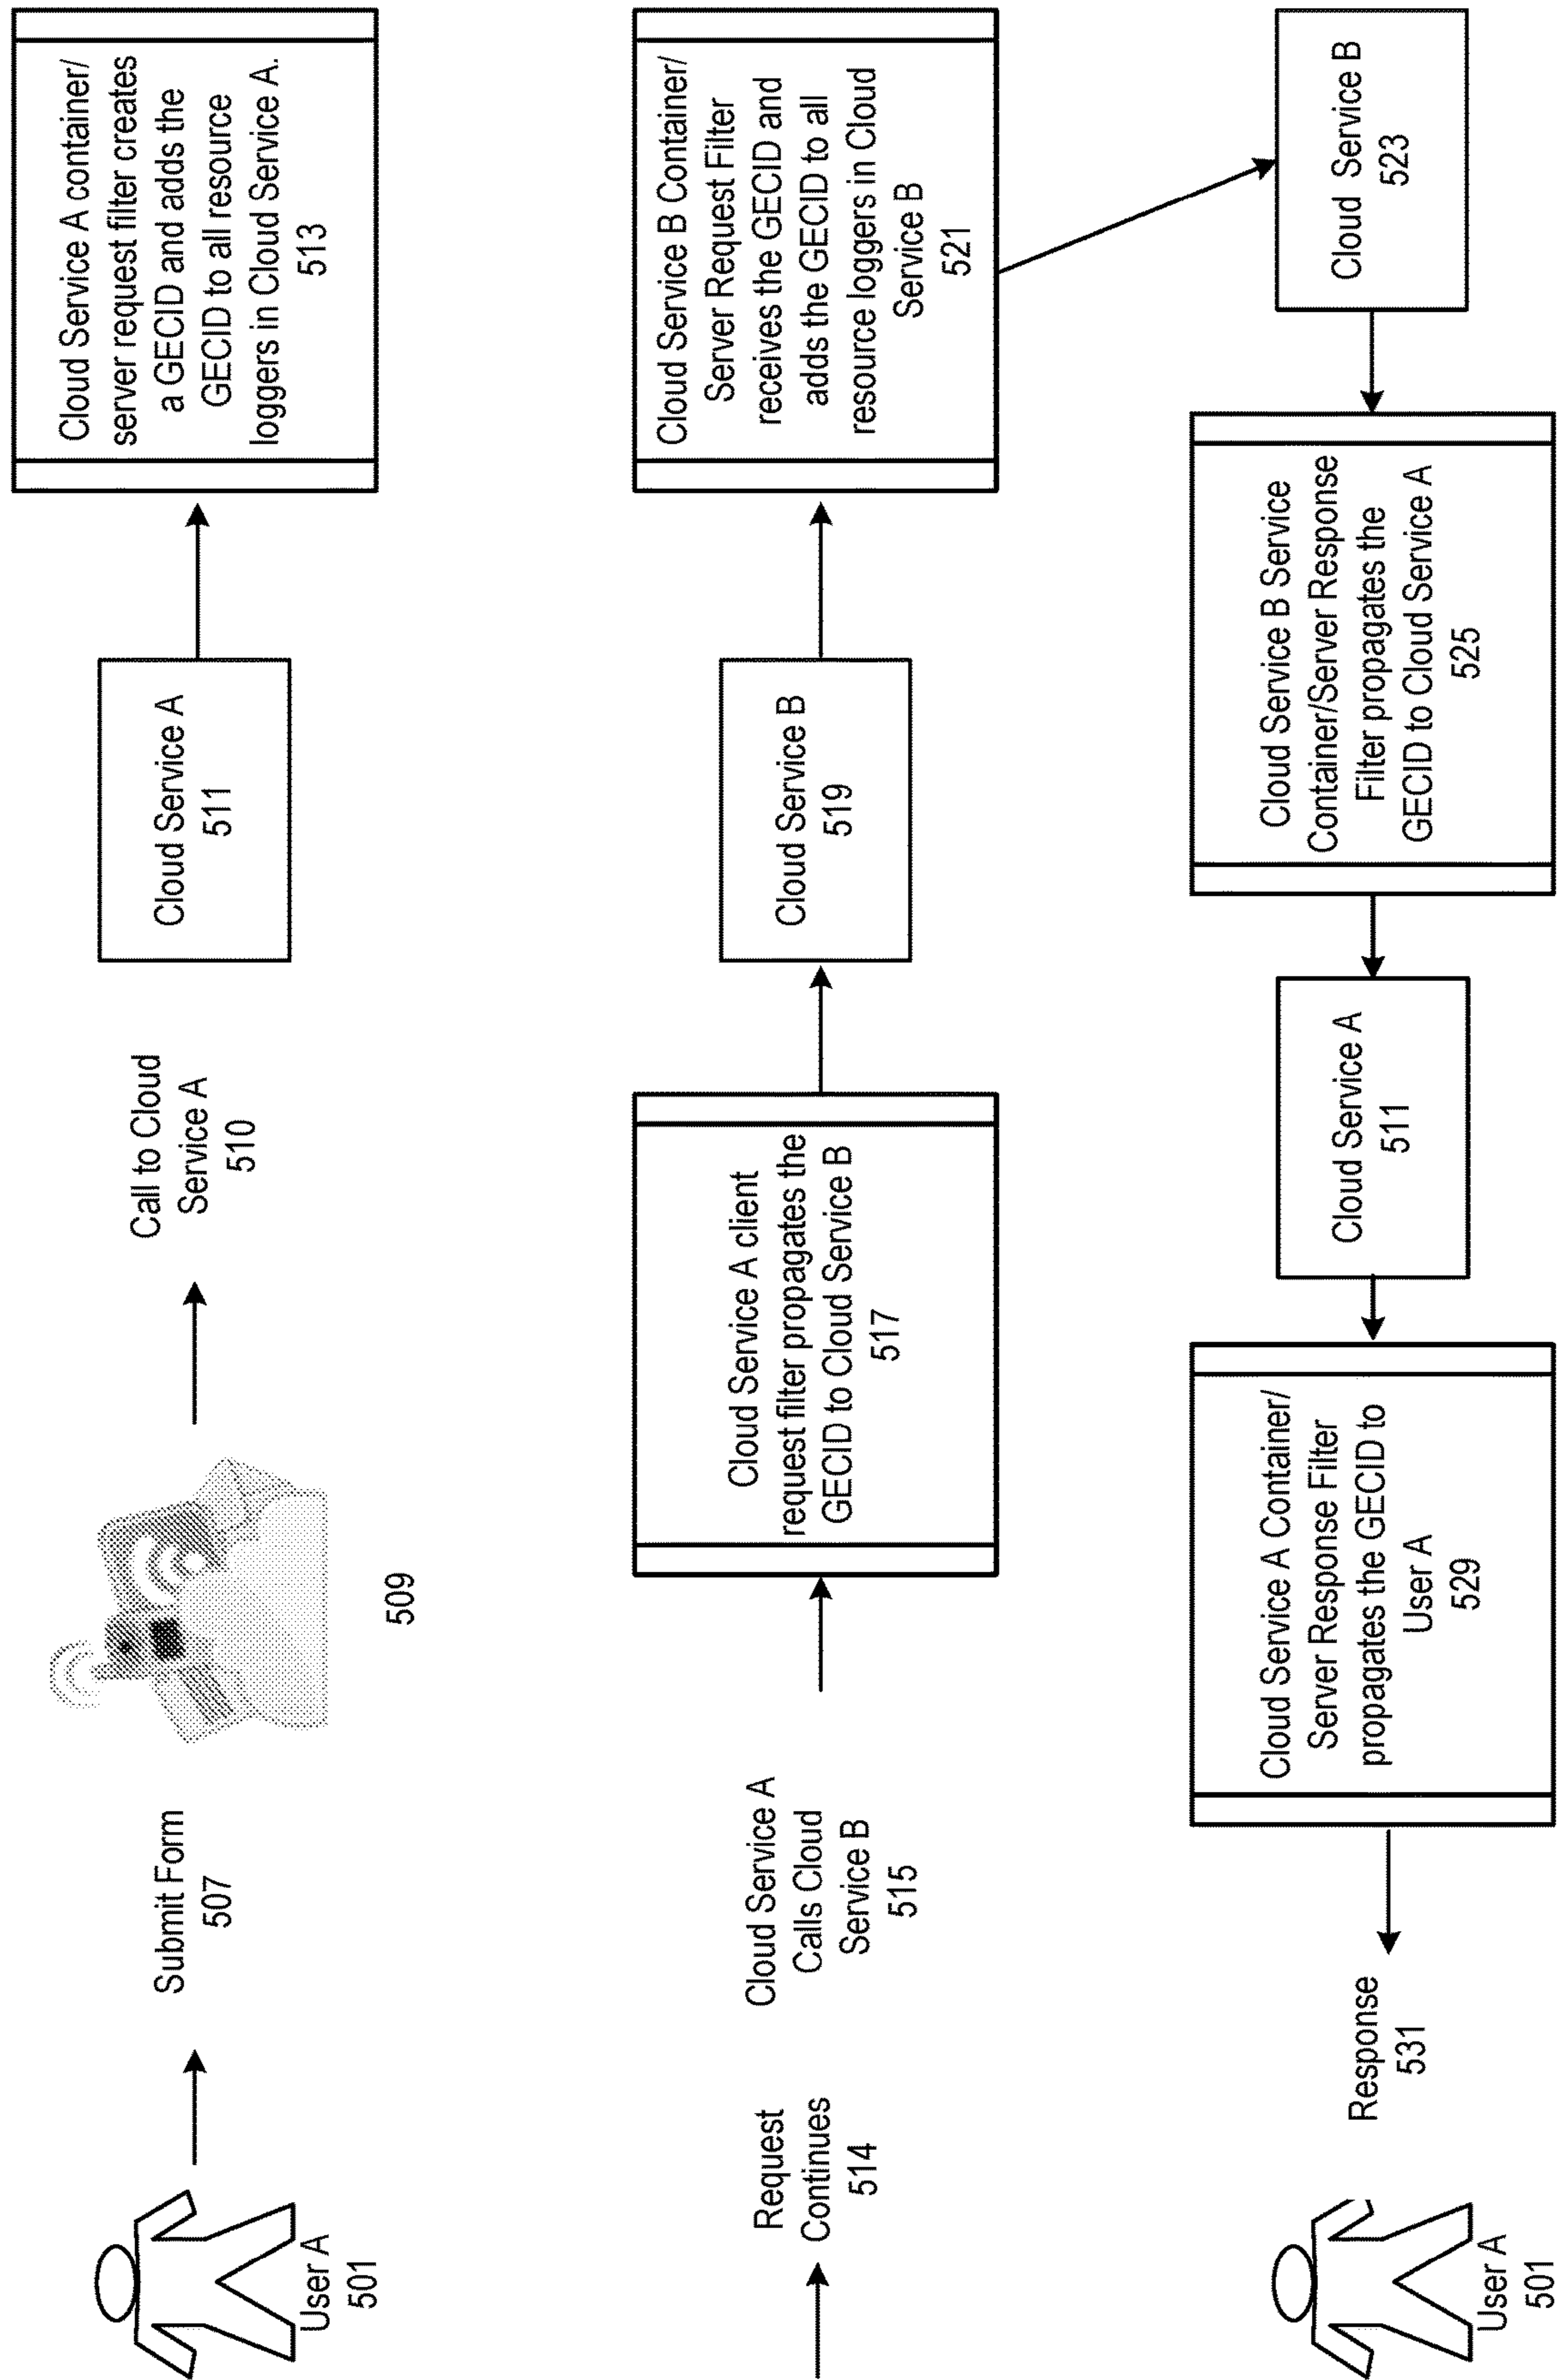 User A
501
Submit Form
507
509
Call to Cloud
Service A
510
Cloud Service A
511
Cloud Service A container/
server request filter creates
a GECID and adds the
GECID to all resource
loggers in Cloud Service A.
513
Request
Continues
514
Cloud Service A
Calls Cloud
Service B
515
Cloud Service A client
request filter propagates the
GECID to Cloud Service B
517
Cloud Service B
519
Cloud Service B Container/
Server Request Filter
receives the GECID and
adds the GECID to all
resource loggers in Cloud
Service B
521
User A
501
Response
531
Cloud Service A Container/
Server Response Filter
propagates the GECID to
User A
529
Cloud Service A
511
Cloud Service B Service
Container/Server Response
Filter propagates the
GECID to Cloud Service A
525
Cloud Service B
523